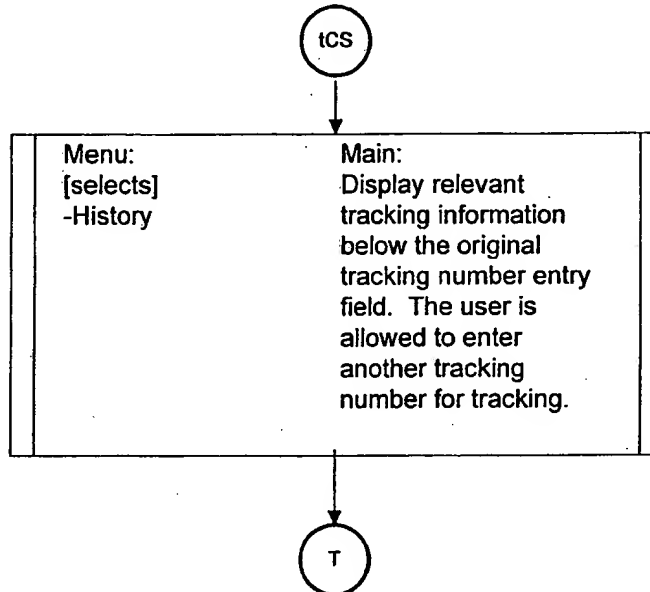 tCS
Menu:
[selects]
-History
Main:
Display relevant
tracking information
below the original
tracking number entry
field. The user is
allowed to enter
another tracking
number for tracking.
T